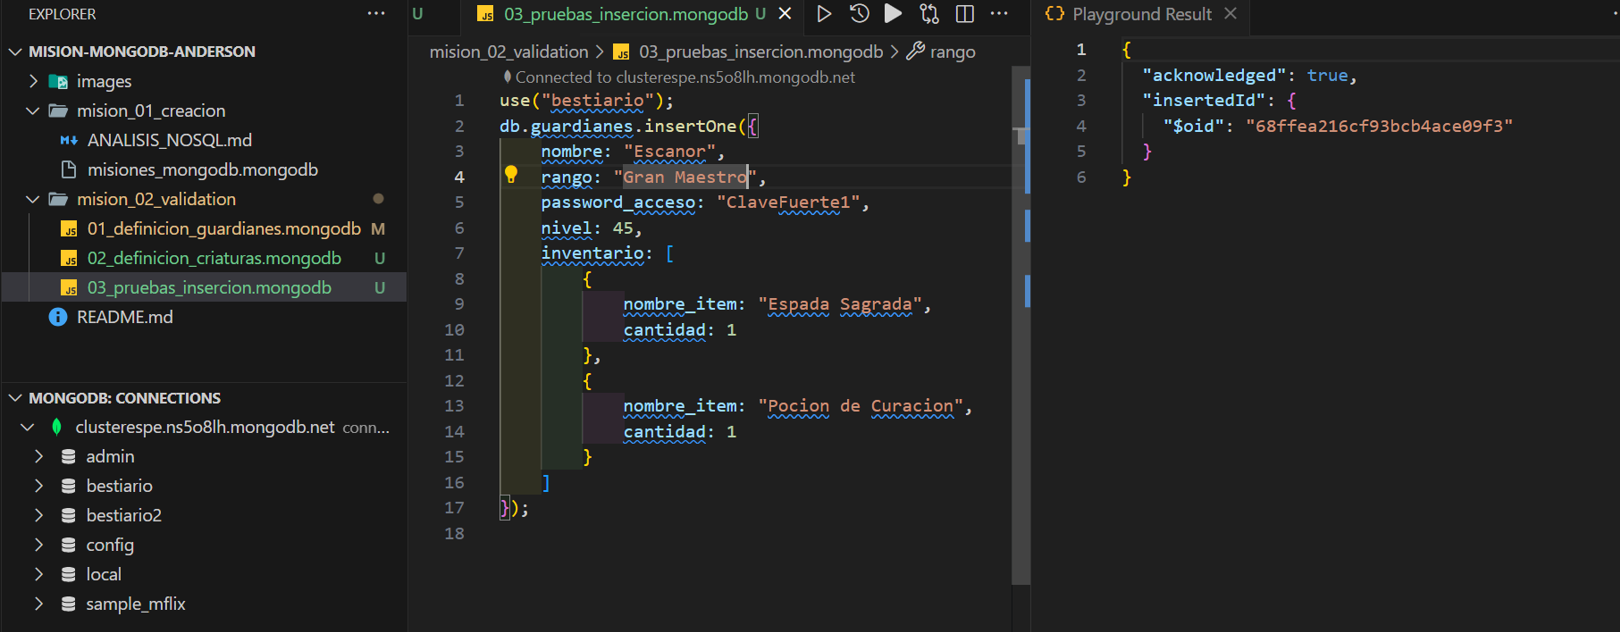 EXPLORER
MISION-MONGODB-ANDERSON
images
mision_01_creacion
ANALISIS_NOSQL.md
misiones_mongodb.mongodb
mision_02_validation
JS 01_definicion_guardianes.mongodb M
JS 02_definicion_criaturas.mongodb U
JS 03_pruebas_insercion.mongodb U
README.md
MONGODB: CONNECTIONS
clusterespe.ns5o8lh.mongodb.net conn...
admin
bestiario
bestiario2
config
local
sample_mflix
U
JS 03_pruebas_insercion.mongodb U
mision_02_validation > JS 03_pruebas_insercion.mongodb > rango
Connected to clusterespe.ns5o8lh.mongodb.net
1 use("bestiario");
2 db.guardianes.insertOne({
3 nombre: "Escanor",
4 rango: "Gran Maestro",
5 password_acceso: "ClaveFuerte1",
6 nivel: 45,
7 inventario: [
8 {
9 nombre_item: "Espada Sagrada",
10 cantidad: 1
11 },
12 {
13 nombre_item: "Pocion de Curacion",
14 cantidad: 1
15 }
16 ]
17 });
18
{} Playground Result
1 {
2 "acknowledged": true,
3 "insertedId": {
4 "$oid": "68ffea216cf93bcb4ace09f3"
5 }
6 }